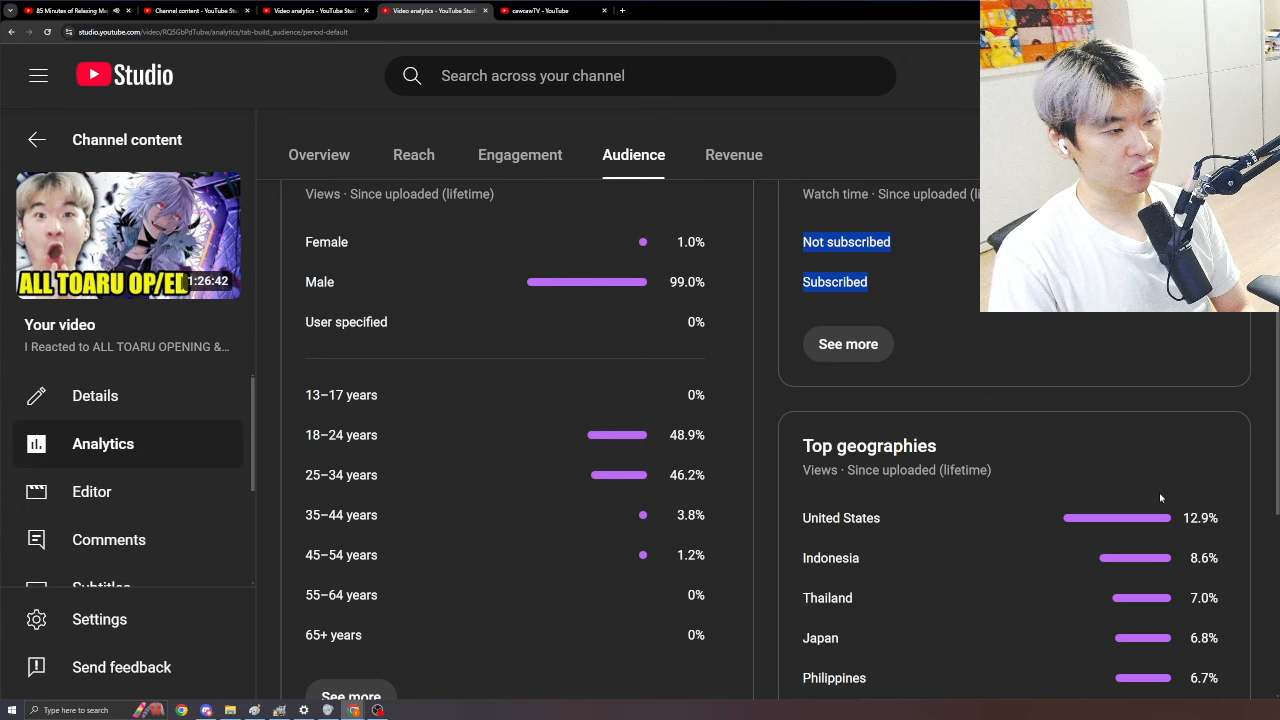 85 Minutes of Relaxing Ma
Channel content - YouTube Stu
Video analytics - YouTube Stud
Video analytics - YouTube Stud
cawcawTV - YouTube
studio.youtube.com/video/RQ5GbPdTubw/analytics/tab-build_audience/period-default
Studio
Search across your channel
Channel content
ALL TOARU OP/ED
1:26:42
Your video
I Reacted to ALL TOARU OPENING &...
Details
Analytics
Editor
Comments
Subtitles
Settings
Send feedback
Overview
Reach
Engagement
Audience
Revenue
Views · Since uploaded (lifetime)
Female 1.0%
Male 99.0%
User specified 0%
13–17 years 0%
18–24 years 48.9%
25–34 years 46.2%
35–44 years 3.8%
45–54 years 1.2%
55–64 years 0%
65+ years 0%
See more
Watch time · Since uploaded (li
Not subscribed
Subscribed
See more
Top geographies
Views · Since uploaded (lifetime)
United States 12.9%
Indonesia 8.6%
Thailand 7.0%
Japan 6.8%
Philippines 6.7%
Type here to search